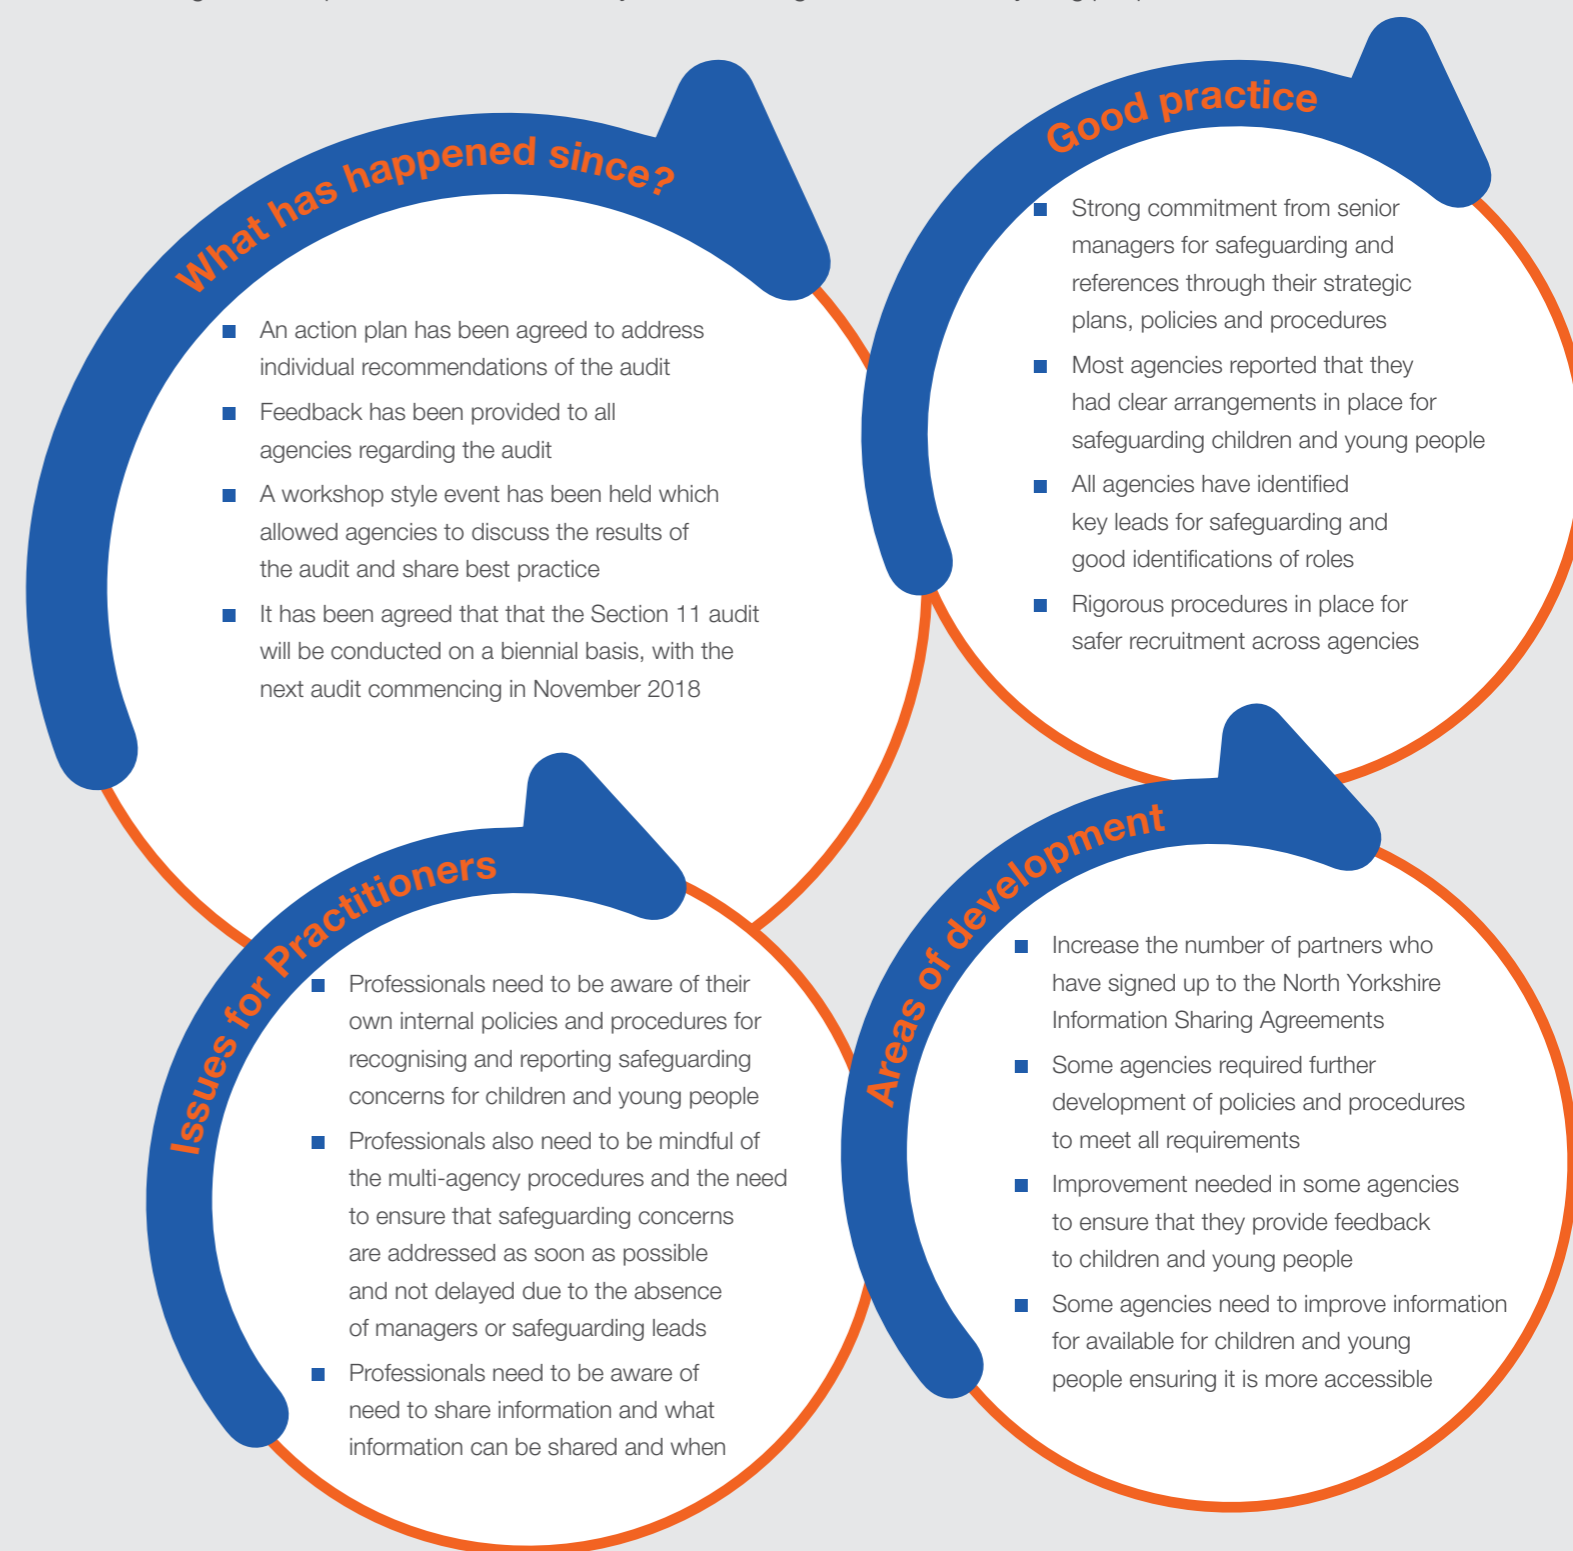 What has happened since?
An action plan has been agreed to address
individual recommendations of the audit
Feedback has been provided to all
agencies regarding the audit
A workshop style event has been held which
allowed agencies to discuss the results of
the audit and share best practice
It has been agreed that that the Section 11 audit
will be conducted on a biennial basis, with the
next audit commencing in November 2018
Good practice
Strong commitment from senior
managers for safeguarding and
references through their strategic
plans, policies and procedures
Most agencies reported that they
had clear arrangements in place for
safeguarding children and young people
All agencies have identified
key leads for safeguarding and
good identifications of roles
Rigorous procedures in place for
safer recruitment across agencies
Issues for Practitioners
Professionals need to be aware of their
own internal policies and procedures for
recognising and reporting safeguarding
concerns for children and young people
Professionals also need to be mindful of
the multi-agency procedures and the need
to ensure that safeguarding concerns
are addressed as soon as possible
and not delayed due to the absence
of managers or safeguarding leads
Professionals need to be aware of
need to share information and what
information can be shared and when
Areas of development
Increase the number of partners who
have signed up to the North Yorkshire
Information Sharing Agreements
Some agencies required further
development of policies and procedures
to meet all requirements
Improvement needed in some agencies
to ensure that they provide feedback
to children and young people
Some agencies need to improve information
for available for children and young
people ensuring it is more accessible